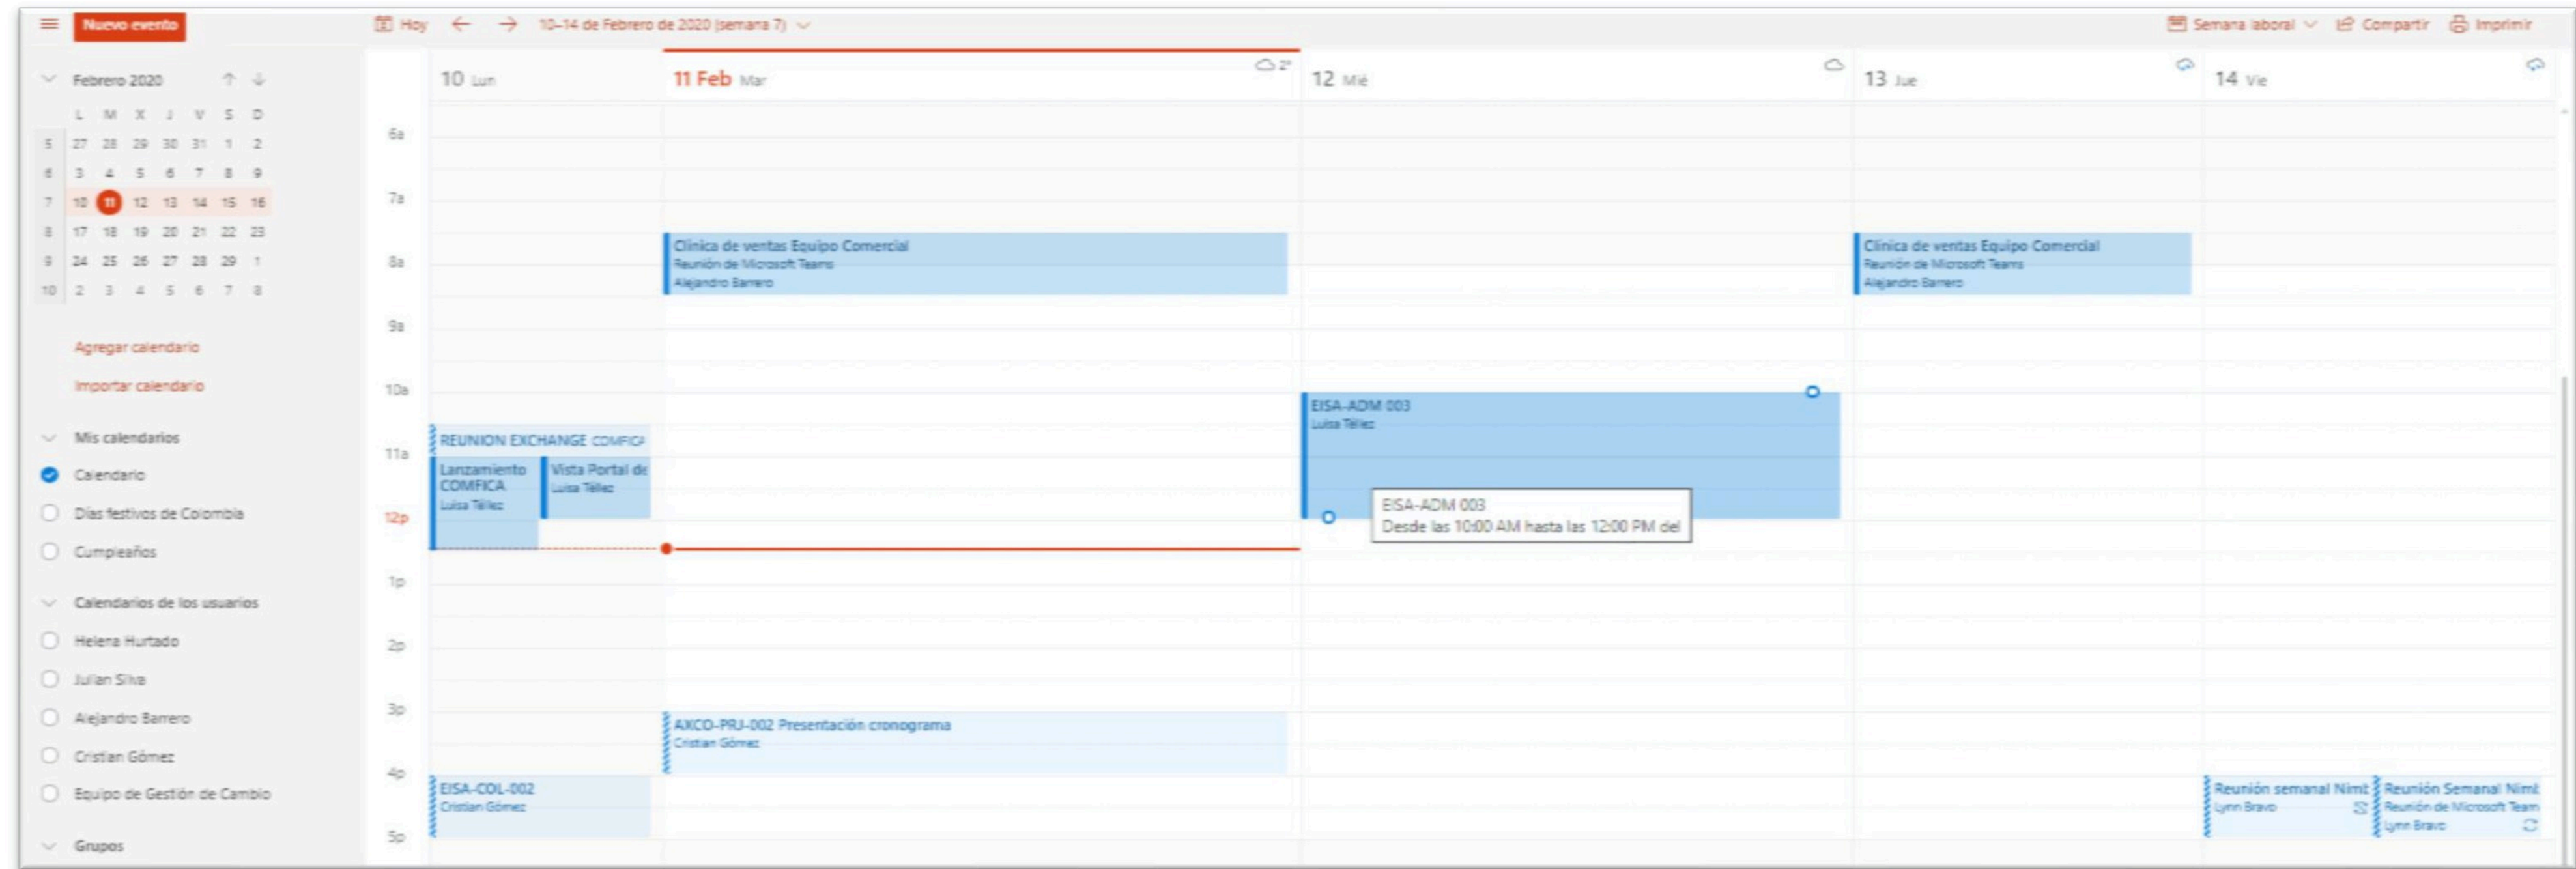 Nuevo evento
Hoy
10–14 de Febrero de 2020 (semana 7)
Semana laboral
Compartir
Imprimir
Febrero 2020
L M X J V S D
5 27 28 29 30 31 1 2
6 3 4 5 6 7 8 9
7 10 11 12 13 14 15 16
8 17 18 19 20 21 22 23
9 24 25 26 27 28 29 1
10 2 3 4 5 6 7 8
Agregar calendario
Importar calendario
Mis calendarios
Calendario
Días festivos de Colombia
Cumpleaños
Calendarios de los usuarios
Helena Hurtado
Julian Silva
Alejandro Barrero
Cristian Gómez
Equipo de Gestión de Cambio
Grupos
10 Lun
11 Feb Mar
2°
12 Mié
13 Jue
14 Vie
6a
7a
8a
9a
10a
11a
12p
1p
2p
3p
4p
5p
REUNION EXCHANGE COMFICA
Lanzamiento
COMFICA
Luisa Téllez
Vista Portal de
Luisa Téllez
EISA-COL-002
Cristian Gómez
Clínica de ventas Equipo Comercial
Reunión de Microsoft Teams
Alejandro Barrero
AXCO-PRJ-002 Presentación cronograma
Cristian Gómez
EISA-ADM 003
Luisa Téllez
EISA-ADM 003
Desde las 10:00 AM hasta las 12:00 PM del
Clínica de ventas Equipo Comercial
Reunión de Microsoft Teams
Alejandro Barrero
Reunión semanal
Lynn Bravo
Reunión Semanal
Reunión de Microsoft Team
Lynn Bravo